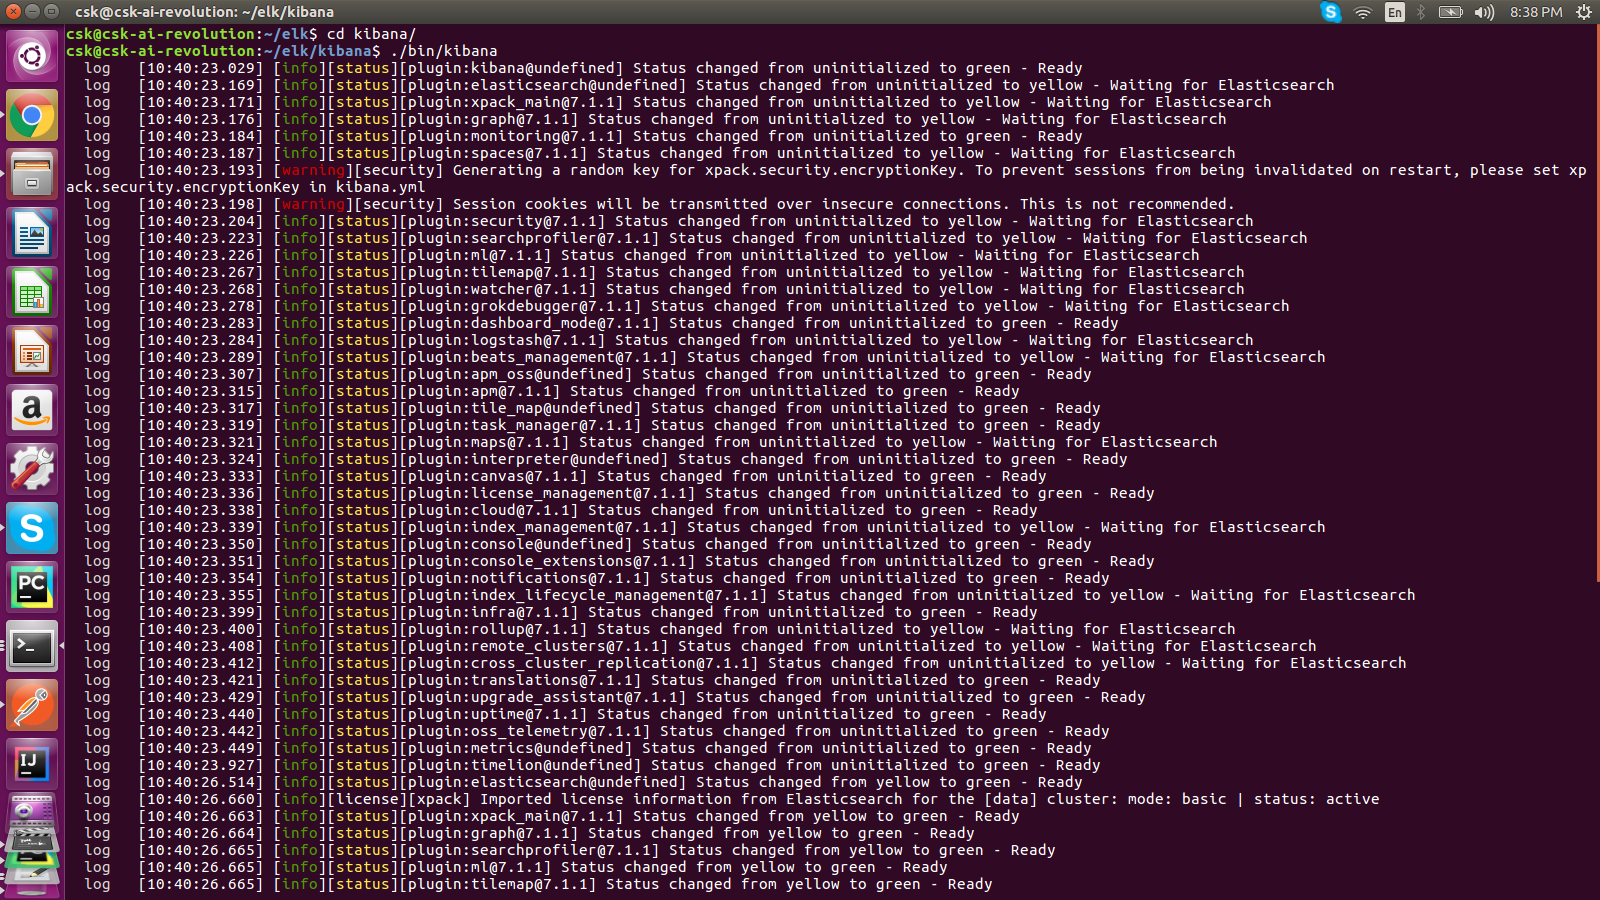 csk@csk-ai-revolution: ~/elk/kibana
En
8:38 PM
csk@csk-ai-revolution:~/elk$ cd kibana/
csk@csk-ai-revolution:~/elk/kibana$ ./bin/kibana
log [10:40:23.029] [info][status][plugin:kibana@undefined] Status changed from uninitialized to green - Ready
log [10:40:23.169] [info][status][plugin:elasticsearch@undefined] Status changed from uninitialized to yellow - Waiting for Elasticsearch
log [10:40:23.171] [info][status][plugin:xpack_main@7.1.1] Status changed from uninitialized to yellow - Waiting for Elasticsearch
log [10:40:23.176] [info][status][plugin:graph@7.1.1] Status changed from uninitialized to yellow - Waiting for Elasticsearch
log [10:40:23.184] [info][status][plugin:monitoring@7.1.1] Status changed from uninitialized to green - Ready
log [10:40:23.187] [info][status][plugin:spaces@7.1.1] Status changed from uninitialized to yellow - Waiting for Elasticsearch
log [10:40:23.193] [warning][security] Generating a random key for xpack.security.encryptionKey. To prevent sessions from being invalidated on restart, please set xp
ack.security.encryptionKey in kibana.yml
log [10:40:23.198] [warning][security] Session cookies will be transmitted over insecure connections. This is not recommended.
log [10:40:23.204] [info][status][plugin:security@7.1.1] Status changed from uninitialized to yellow - Waiting for Elasticsearch
log [10:40:23.223] [info][status][plugin:searchprofiler@7.1.1] Status changed from uninitialized to yellow - Waiting for Elasticsearch
log [10:40:23.226] [info][status][plugin:ml@7.1.1] Status changed from uninitialized to yellow - Waiting for Elasticsearch
log [10:40:23.267] [info][status][plugin:tilemap@7.1.1] Status changed from uninitialized to yellow - Waiting for Elasticsearch
log [10:40:23.268] [info][status][plugin:watcher@7.1.1] Status changed from uninitialized to yellow - Waiting for Elasticsearch
log [10:40:23.278] [info][status][plugin:grokdebugger@7.1.1] Status changed from uninitialized to yellow - Waiting for Elasticsearch
log [10:40:23.283] [info][status][plugin:dashboard_mode@7.1.1] Status changed from uninitialized to green - Ready
log [10:40:23.284] [info][status][plugin:logstash@7.1.1] Status changed from uninitialized to yellow - Waiting for Elasticsearch
log [10:40:23.289] [info][status][plugin:beats_management@7.1.1] Status changed from uninitialized to yellow - Waiting for Elasticsearch
log [10:40:23.307] [info][status][plugin:apm_oss@undefined] Status changed from uninitialized to green - Ready
log [10:40:23.315] [info][status][plugin:apm@7.1.1] Status changed from uninitialized to green - Ready
log [10:40:23.317] [info][status][plugin:tile_map@undefined] Status changed from uninitialized to green - Ready
log [10:40:23.319] [info][status][plugin:task_manager@7.1.1] Status changed from uninitialized to green - Ready
log [10:40:23.321] [info][status][plugin:maps@7.1.1] Status changed from uninitialized to yellow - Waiting for Elasticsearch
log [10:40:23.324] [info][status][plugin:interpreter@undefined] Status changed from uninitialized to green - Ready
log [10:40:23.333] [info][status][plugin:canvas@7.1.1] Status changed from uninitialized to green - Ready
log [10:40:23.336] [info][status][plugin:license_management@7.1.1] Status changed from uninitialized to green - Ready
log [10:40:23.338] [info][status][plugin:cloud@7.1.1] Status changed from uninitialized to green - Ready
log [10:40:23.339] [info][status][plugin:index_management@7.1.1] Status changed from uninitialized to yellow - Waiting for Elasticsearch
log [10:40:23.350] [info][status][plugin:console@undefined] Status changed from uninitialized to green - Ready
log [10:40:23.351] [info][status][plugin:console_extensions@7.1.1] Status changed from uninitialized to green - Ready
log [10:40:23.354] [info][status][plugin:notifications@7.1.1] Status changed from uninitialized to green - Ready
log [10:40:23.355] [info][status][plugin:index_lifecycle_management@7.1.1] Status changed from uninitialized to yellow - Waiting for Elasticsearch
log [10:40:23.399] [info][status][plugin:infra@7.1.1] Status changed from uninitialized to green - Ready
log [10:40:23.400] [info][status][plugin:rollup@7.1.1] Status changed from uninitialized to yellow - Waiting for Elasticsearch
log [10:40:23.408] [info][status][plugin:remote_clusters@7.1.1] Status changed from uninitialized to yellow - Waiting for Elasticsearch
log [10:40:23.412] [info][status][plugin:cross_cluster_replication@7.1.1] Status changed from uninitialized to yellow - Waiting for Elasticsearch
log [10:40:23.421] [info][status][plugin:translations@7.1.1] Status changed from uninitialized to green - Ready
log [10:40:23.429] [info][status][plugin:upgrade_assistant@7.1.1] Status changed from uninitialized to green - Ready
log [10:40:23.440] [info][status][plugin:uptime@7.1.1] Status changed from uninitialized to green - Ready
log [10:40:23.442] [info][status][plugin:oss_telemetry@7.1.1] Status changed from uninitialized to green - Ready
log [10:40:23.449] [info][status][plugin:metrics@undefined] Status changed from uninitialized to green - Ready
log [10:40:23.927] [info][status][plugin:timelion@undefined] Status changed from uninitialized to green - Ready
log [10:40:26.514] [info][status][plugin:elasticsearch@undefined] Status changed from yellow to green - Ready
log [10:40:26.660] [info][license][xpack] Imported license information from Elasticsearch for the [data] cluster: mode: basic | status: active
log [10:40:26.663] [info][status][plugin:xpack_main@7.1.1] Status changed from yellow to green - Ready
log [10:40:26.664] [info][status][plugin:graph@7.1.1] Status changed from yellow to green - Ready
log [10:40:26.665] [info][status][plugin:searchprofiler@7.1.1] Status changed from yellow to green - Ready
log [10:40:26.665] [info][status][plugin:ml@7.1.1] Status changed from yellow to green - Ready
log [10:40:26.665] [info][status][plugin:tilemap@7.1.1] Status changed from yellow to green - Ready